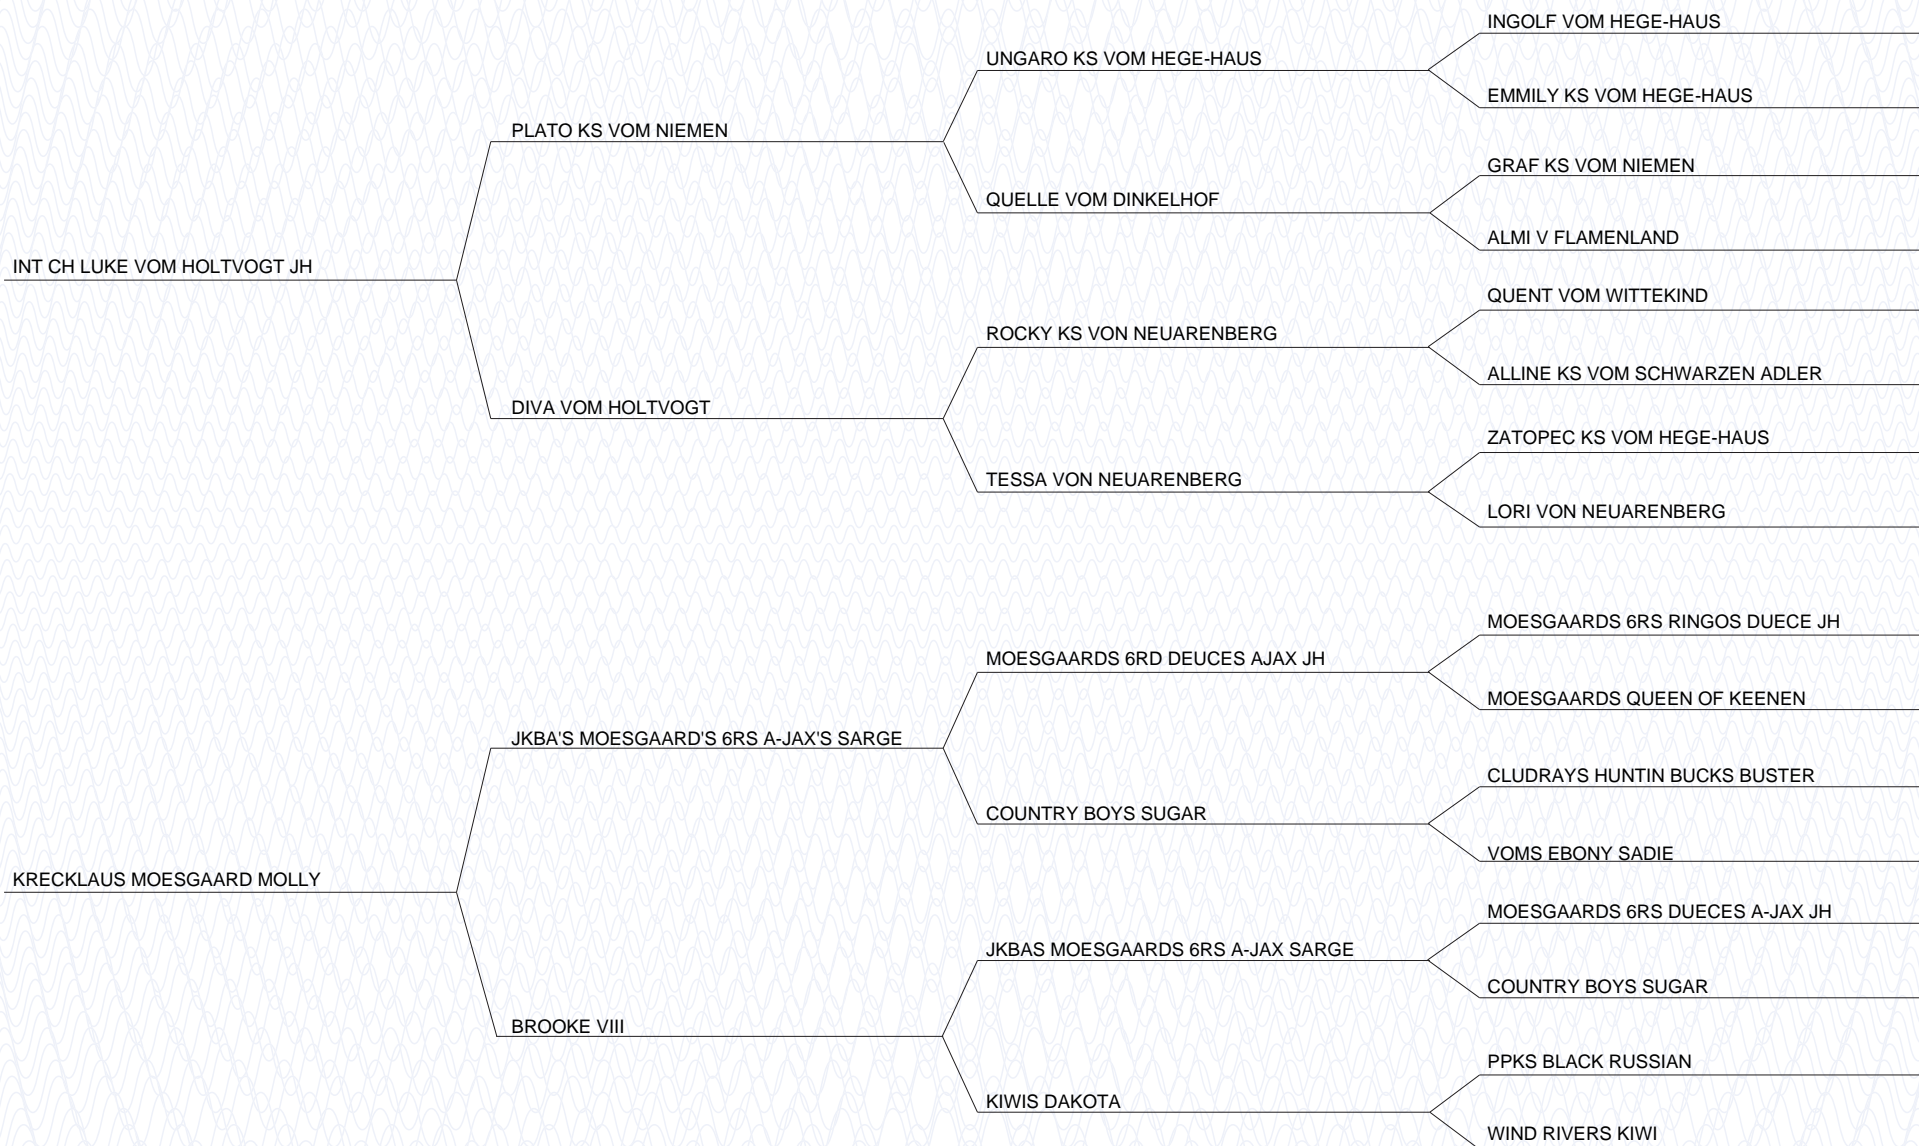 INGOLF VOM HEGE-HAUS
UNGARO KS VOM HEGE-HAUS
EMMILY KS VOM HEGE-HAUS
PLATO KS VOM NIEMEN
GRAF KS VOM NIEMEN
QUELLE VOM DINKELHOF
ALMI V FLAMENLAND
INT CH LUKE VOM HOLTVOGT JH
QUENT VOM WITTEKIND
ROCKY KS VON NEUARENBERG
ALLINE KS VOM SCHWARZEN ADLER
DIVA VOM HOLTVOGT
ZATOPEC KS VOM HEGE-HAUS
TESSA VON NEUARENBERG
LORI VON NEUARENBERG
MOESGAARDS 6RS RINGOS DUECE JH
MOESGAARDS 6RD DEUCES AJAX JH
MOESGAARDS QUEEN OF KEENEN
JKBA'S MOESGAARD'S 6RS A-JAX'S SARGE
CLUDRAYS HUNTIN BUCKS BUSTER
COUNTRY BOYS SUGAR
VOMS EBONY SADIE
KRECKLAUS MOESGAARD MOLLY
MOESGAARDS 6RS DUECES A-JAX JH
JKBAS MOESGAARDS 6RS A-JAX SARGE
COUNTRY BOYS SUGAR
BROOKE VIII
PPKS BLACK RUSSIAN
KIWIS DAKOTA
WIND RIVERS KIWI